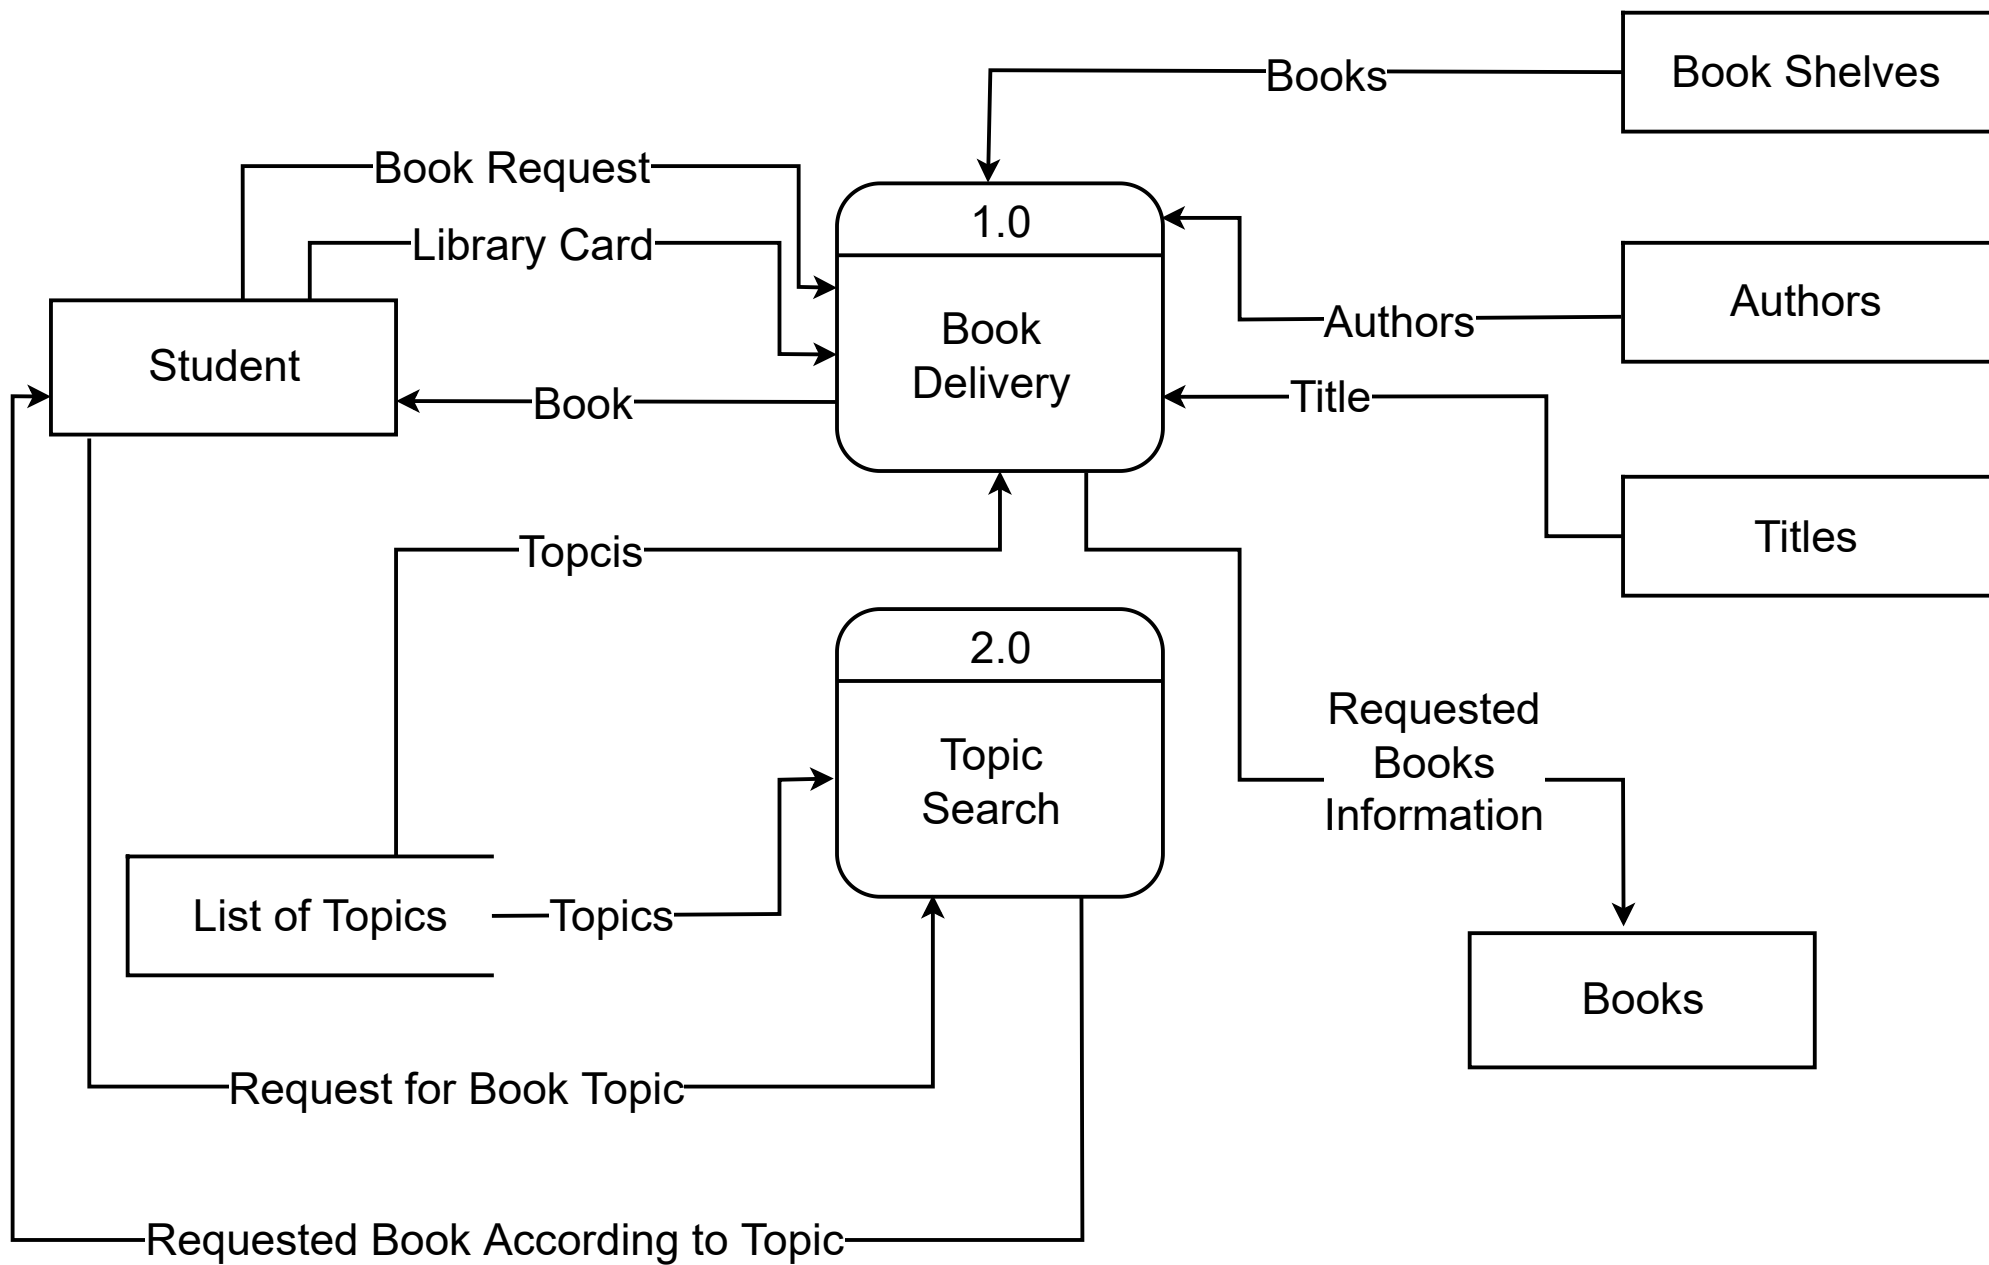 Book Shelves
Books
Book Request
1.0
Library Card
Authors
Authors
Book
Delivery
Student
Title
Book
Titles
Topcis
2.0
Requested
Books
Information
Topic
Search
List of Topics
Topics
Books
Request for Book Topic
Requested Book According to Topic